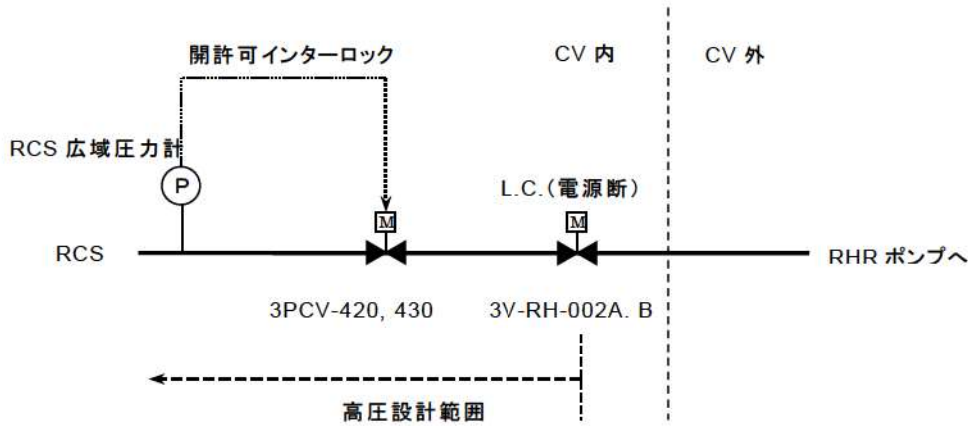 開許可インターロック
CV 内
CV 外
RCS 広域圧力計
P
L.C.(電源断)
M
M
RCS
RHR ポンプへ
3PCV-420, 430
3V-RH-002A. B
高圧設計範囲